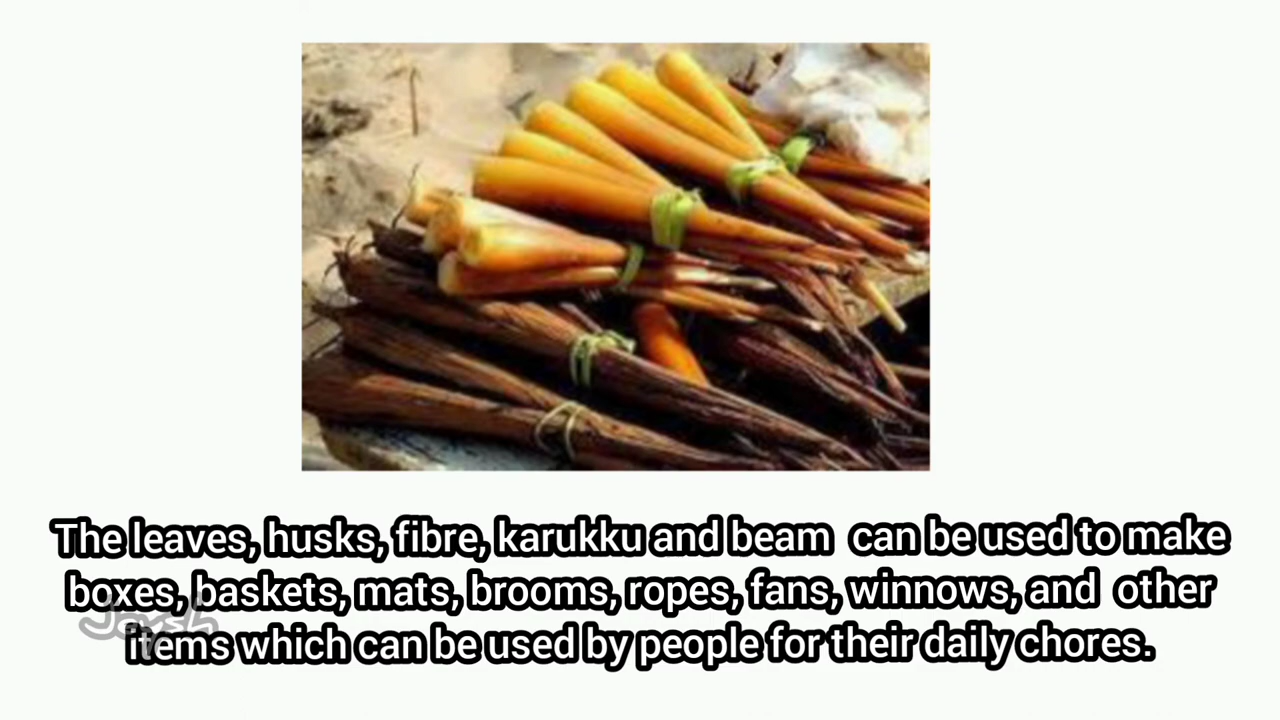 The leaves, husks, fibre, karukku and beam can be used to make
boxes, baskets, mats, brooms, ropes, fans, winnows, and other
items which can be used by people for their daily chores.